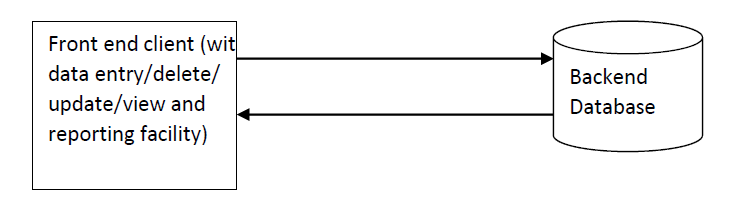 Front end client (wit
data entry/delete/
update/view and
reporting facility)
Backend
Database